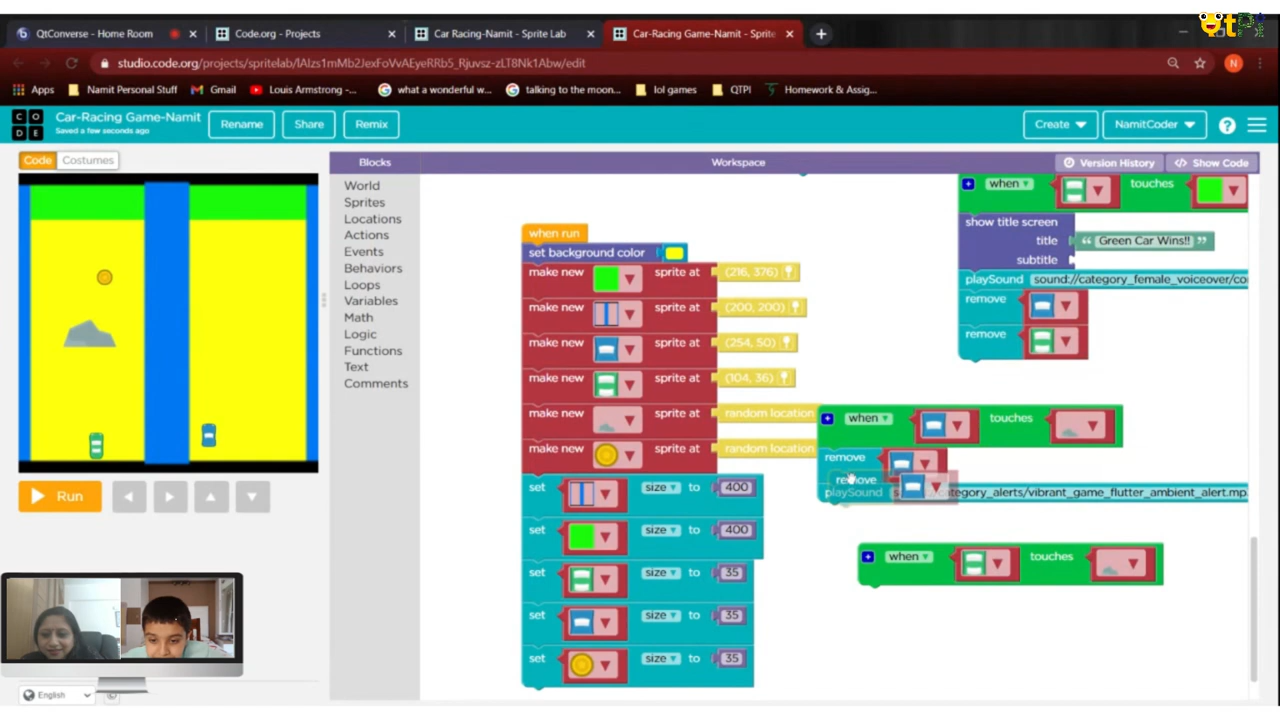 QtPi
QtConverse - Home Room
Code.org - Projects
Car Racing-Namit - Sprite Lab
Car-Racing Game-Namit - Sprite
studio.code.org/projects/spritelab/lAIzs1mMb2JexFoVvAEyeRRb5_Rjuvsz-zLT8Nk1Abw/edit
N
Apps
Namit Personal Stuff
Gmail
Louis Armstrong -...
what a wonderful w...
talking to the moon...
lol games
QTPI
Homework & Assig...
C O
D E
Car-Racing Game-Namit
Saved a few seconds ago
Rename
Share
Remix
Create
NamitCoder
?
Code
Costumes
Blocks
Workspace
Version History
Show Code
World
Sprites
Locations
Actions
Events
Behaviors
Loops
Variables
Math
Logic
Functions
Text
Comments
Run
English
when run
set background color
make new sprite at (216, 376)
make new sprite at (200, 200)
make new sprite at (254, 50)
make new sprite at (104, 36)
make new sprite at random location
make new sprite at random location
set size to 400
set size to 400
set size to 35
set size to 35
set size to 35
when touches
show title screen
title “ Green Car Wins!! ”
subtitle
playSound sound://category_female_voiceover/co
remove
remove
when touches
remove
remove
playSound category_alerts/vibrant_game_flutter_ambient_alert.mp
when touches